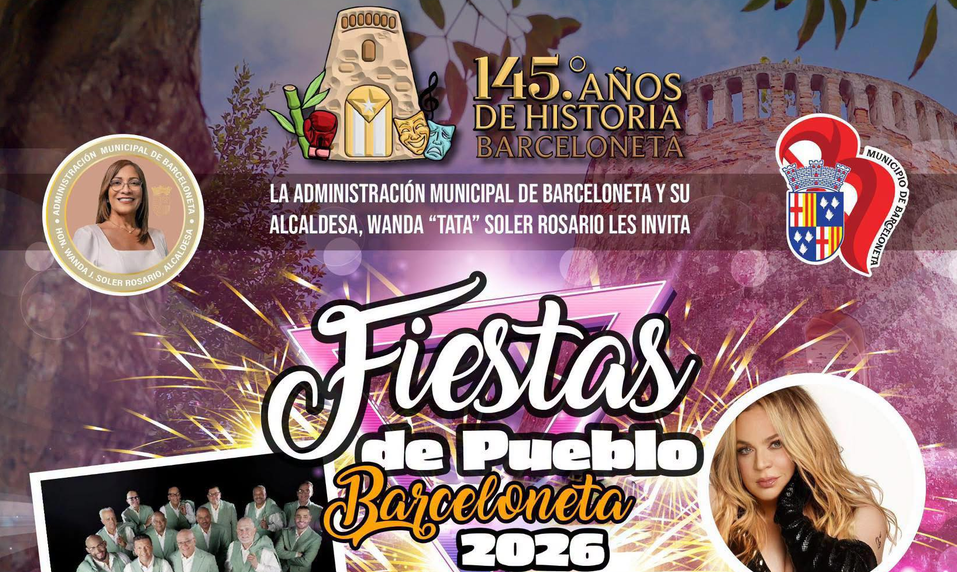 145.° AÑOS
DE HISTORIA
BARCELONETA
ADMINISTRACIÓN MUNICIPAL DE BARCELONETA
HON. WANDA I. SOLER ROSARIO, ALCALDESA
LA ADMINISTRACIÓN MUNICIPAL DE BARCELONETA Y SU
ALCALDESA, WANDA “TATA” SOLER ROSARIO LES INVITA
MUNICIPIO DE BARCELONETA
Fiestas
de Pueblo
Barceloneta
2026